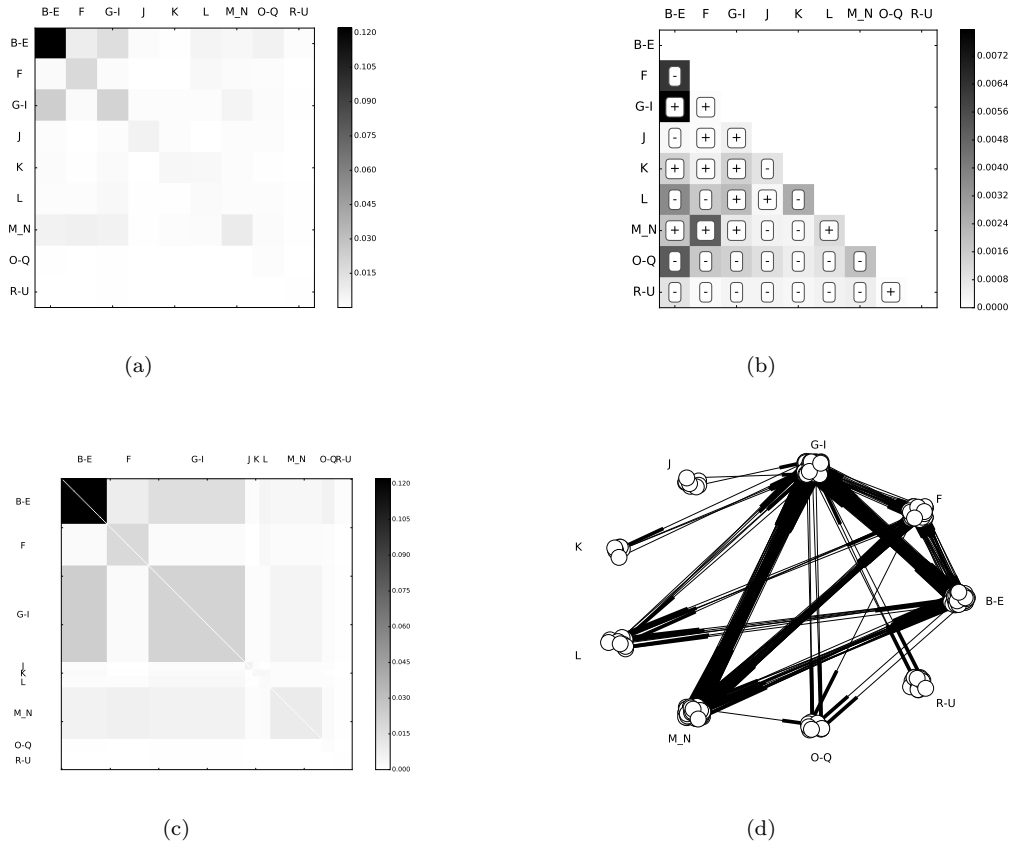 B-E F G-I J K L M_N O-Q R-U
B-E
F
G-I
J
K
L
M_N
O-Q
R-U
0.120
0.105
0.090
0.075
0.060
0.045
0.030
0.015
(a)
B-E F G-I J K L M_N O-Q R-U
B-E
F -
G-I + +
J - + +
K + + + -
L - - + + -
M_N + + + - - +
O-Q - - - - - - -
R-U - - - - - - - +
0.0072
0.0064
0.0056
0.0048
0.0040
0.0032
0.0024
0.0016
0.0008
0.0000
(b)
B-E F G-I J K L M_N O-Q R-U
B-E
F
G-I
J
K
L
M_N
O-Q
R-U
0.120
0.105
0.090
0.075
0.060
0.045
0.030
0.015
0.000
(c)
G-I
J
F
K
B-E
L
R-U
M_N
O-Q
(d)